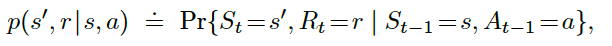 p(s′, r | s, a) ≐ Pr{S_t = s′, R_t = r | S_{t−1} = s, A_{t−1} = a},